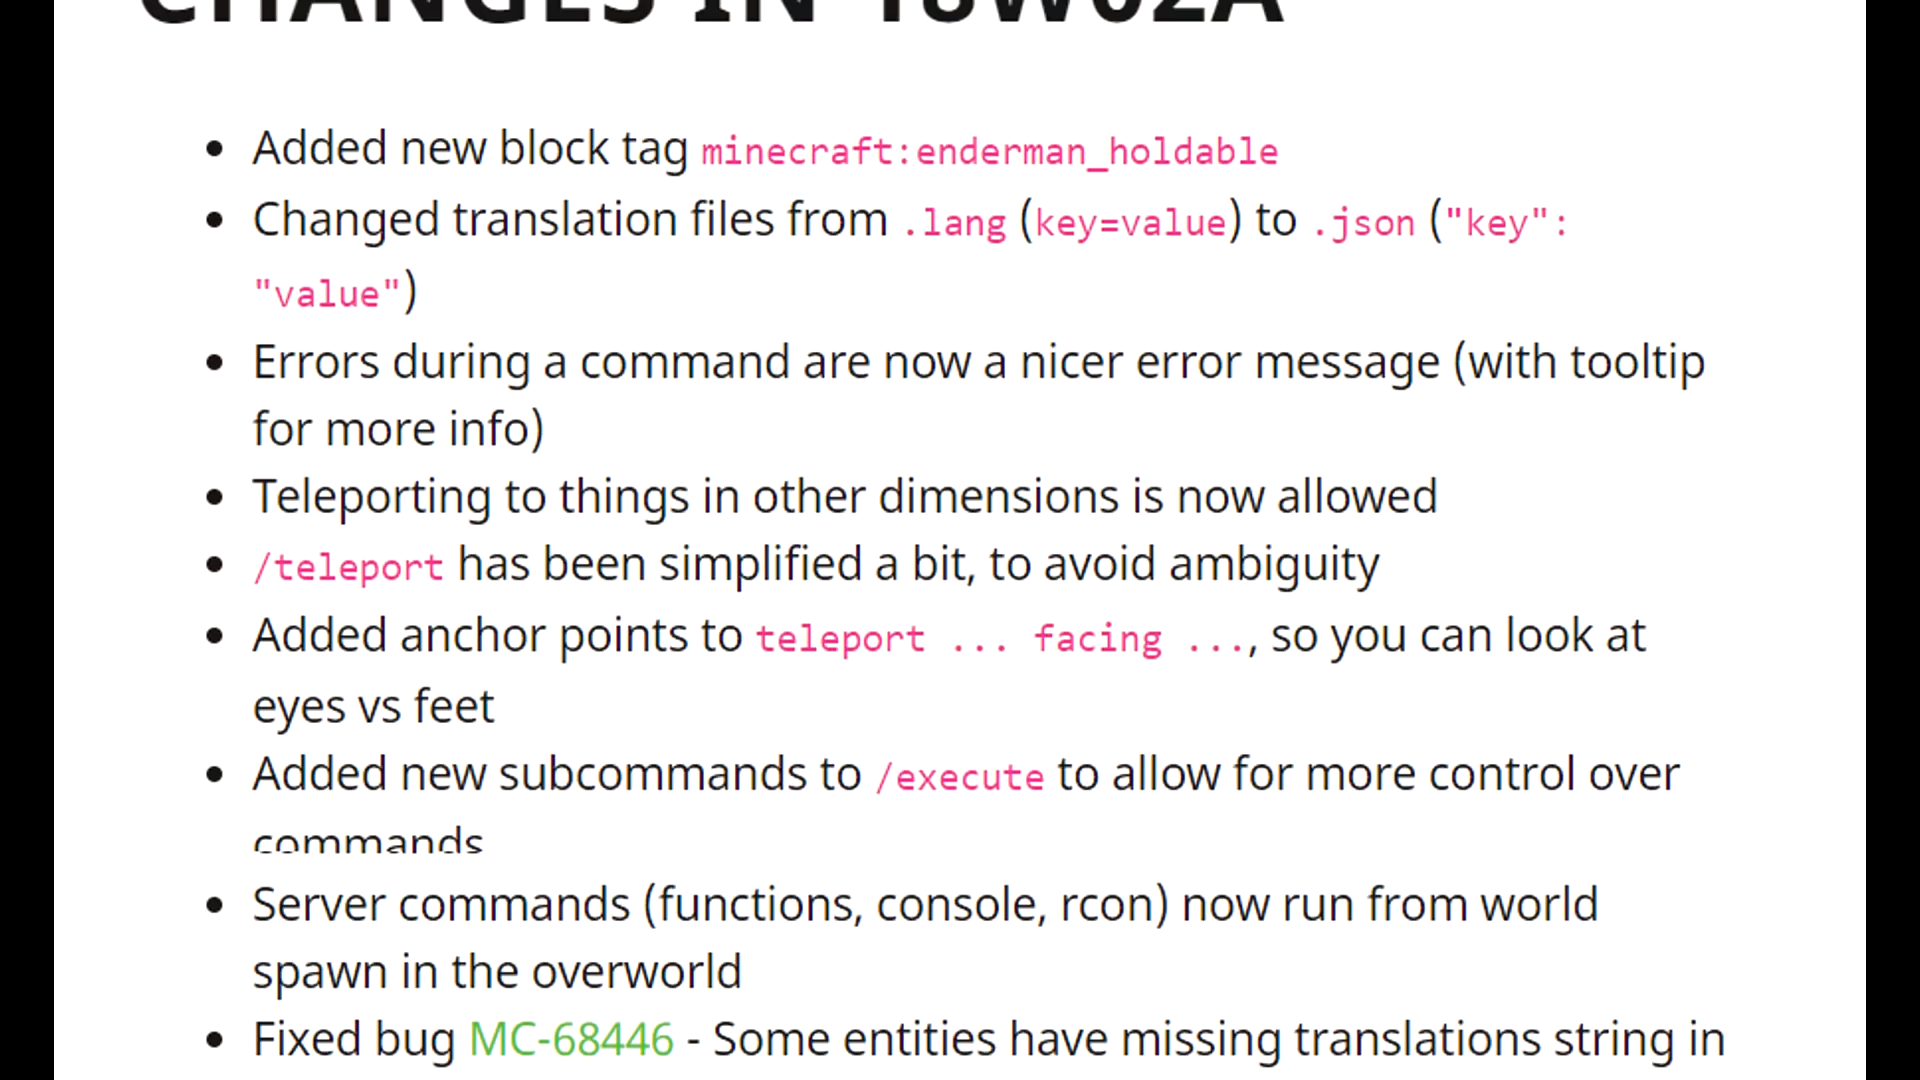 CHANGES IN 18W02A
• Added new block tag minecraft:enderman_holdable
• Changed translation files from .lang (key=value) to .json ("key":
"value")
• Errors during a command are now a nicer error message (with tooltip
for more info)
• Teleporting to things in other dimensions is now allowed
• /teleport has been simplified a bit, to avoid ambiguity
• Added anchor points to teleport ... facing ..., so you can look at
eyes vs feet
• Added new subcommands to /execute to allow for more control over
commands
• Server commands (functions, console, rcon) now run from world
spawn in the overworld
• Fixed bug MC-68446 - Some entities have missing translations string in